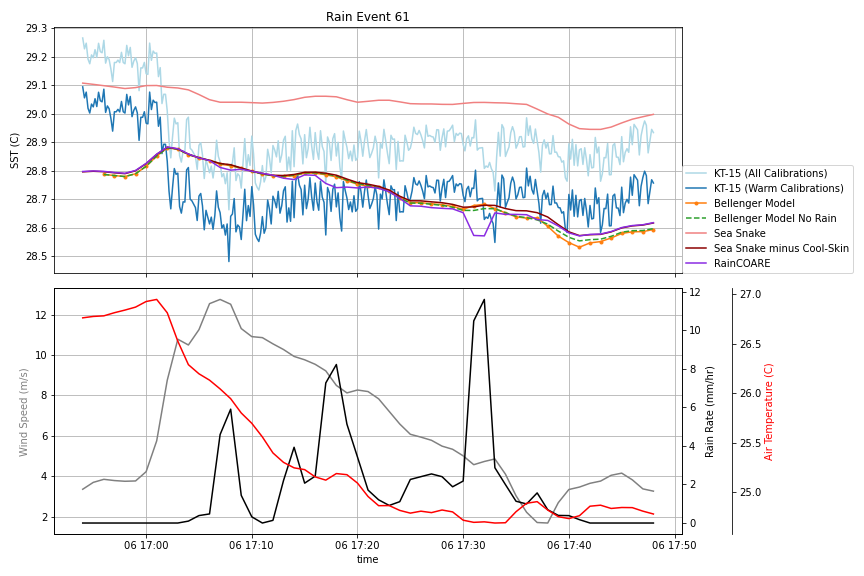 Rain Event 61
29.3
29.2
29.1
29.0
28.9
28.8
28.7
28.6
28.5
SST (C)
KT-15 (All Calibrations)
KT-15 (Warm Calibrations)
Bellenger Model
Bellenger Model No Rain
Sea Snake
Sea Snake minus Cool-Skin
RainCOARE
12
10
8
6
4
2
Wind Speed (m/s)
12
10
8
6
4
2
0
Rain Rate (mm/hr)
27.0
26.5
26.0
25.5
25.0
Air Temperature (C)
06 17:00
06 17:10
06 17:20
06 17:30
06 17:40
06 17:50
time